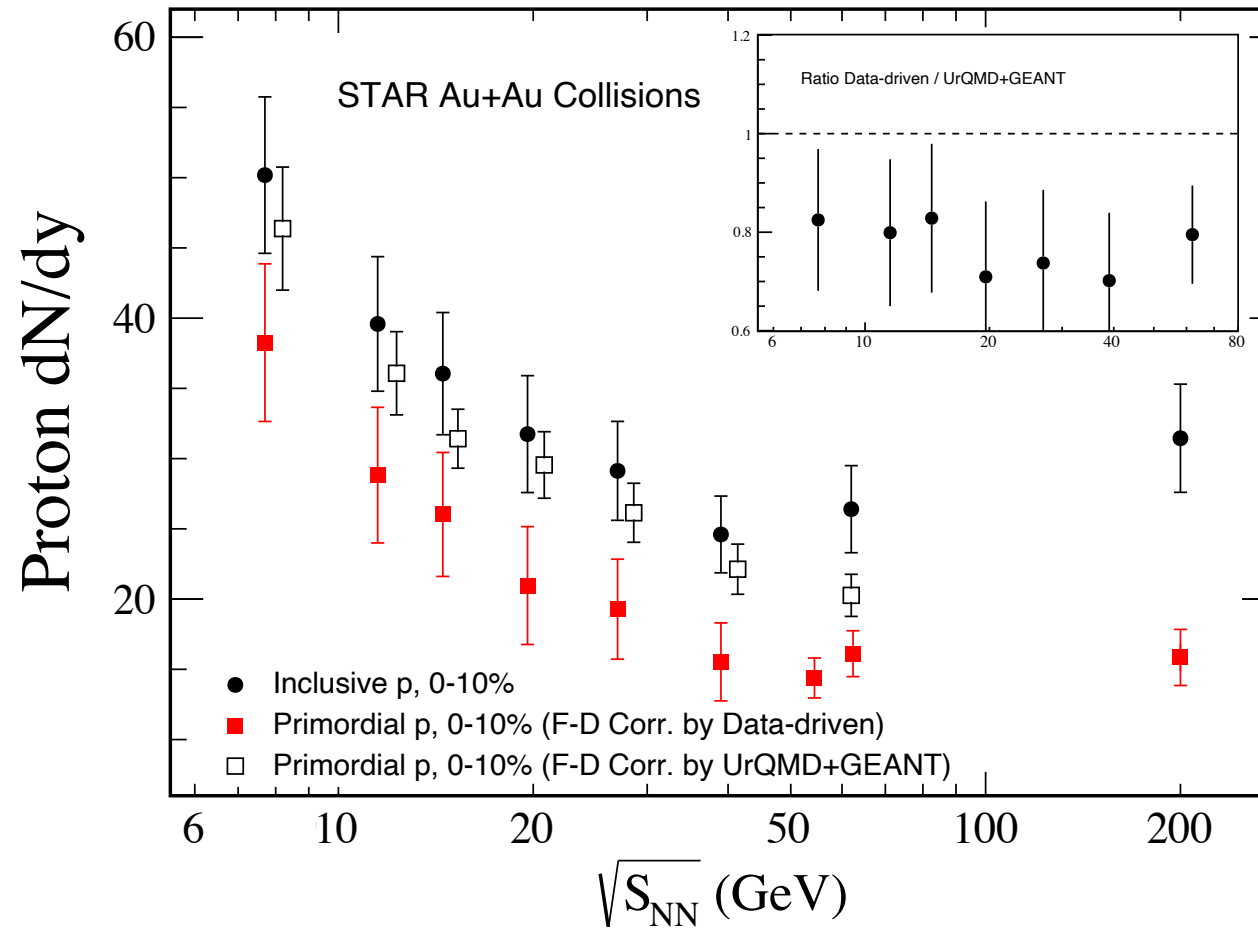 60
40
20
Proton dN/dy
STAR Au+Au Collisions
1.2
1
0.8
0.6
Ratio Data-driven / UrQMD+GEANT
6 10 20 40 80
Inclusive p, 0-10%
Primordial p, 0-10% (F-D Corr. by Data-driven)
Primordial p, 0-10% (F-D Corr. by UrQMD+GEANT)
6 10 20 50 100 200
√S_NN (GeV)